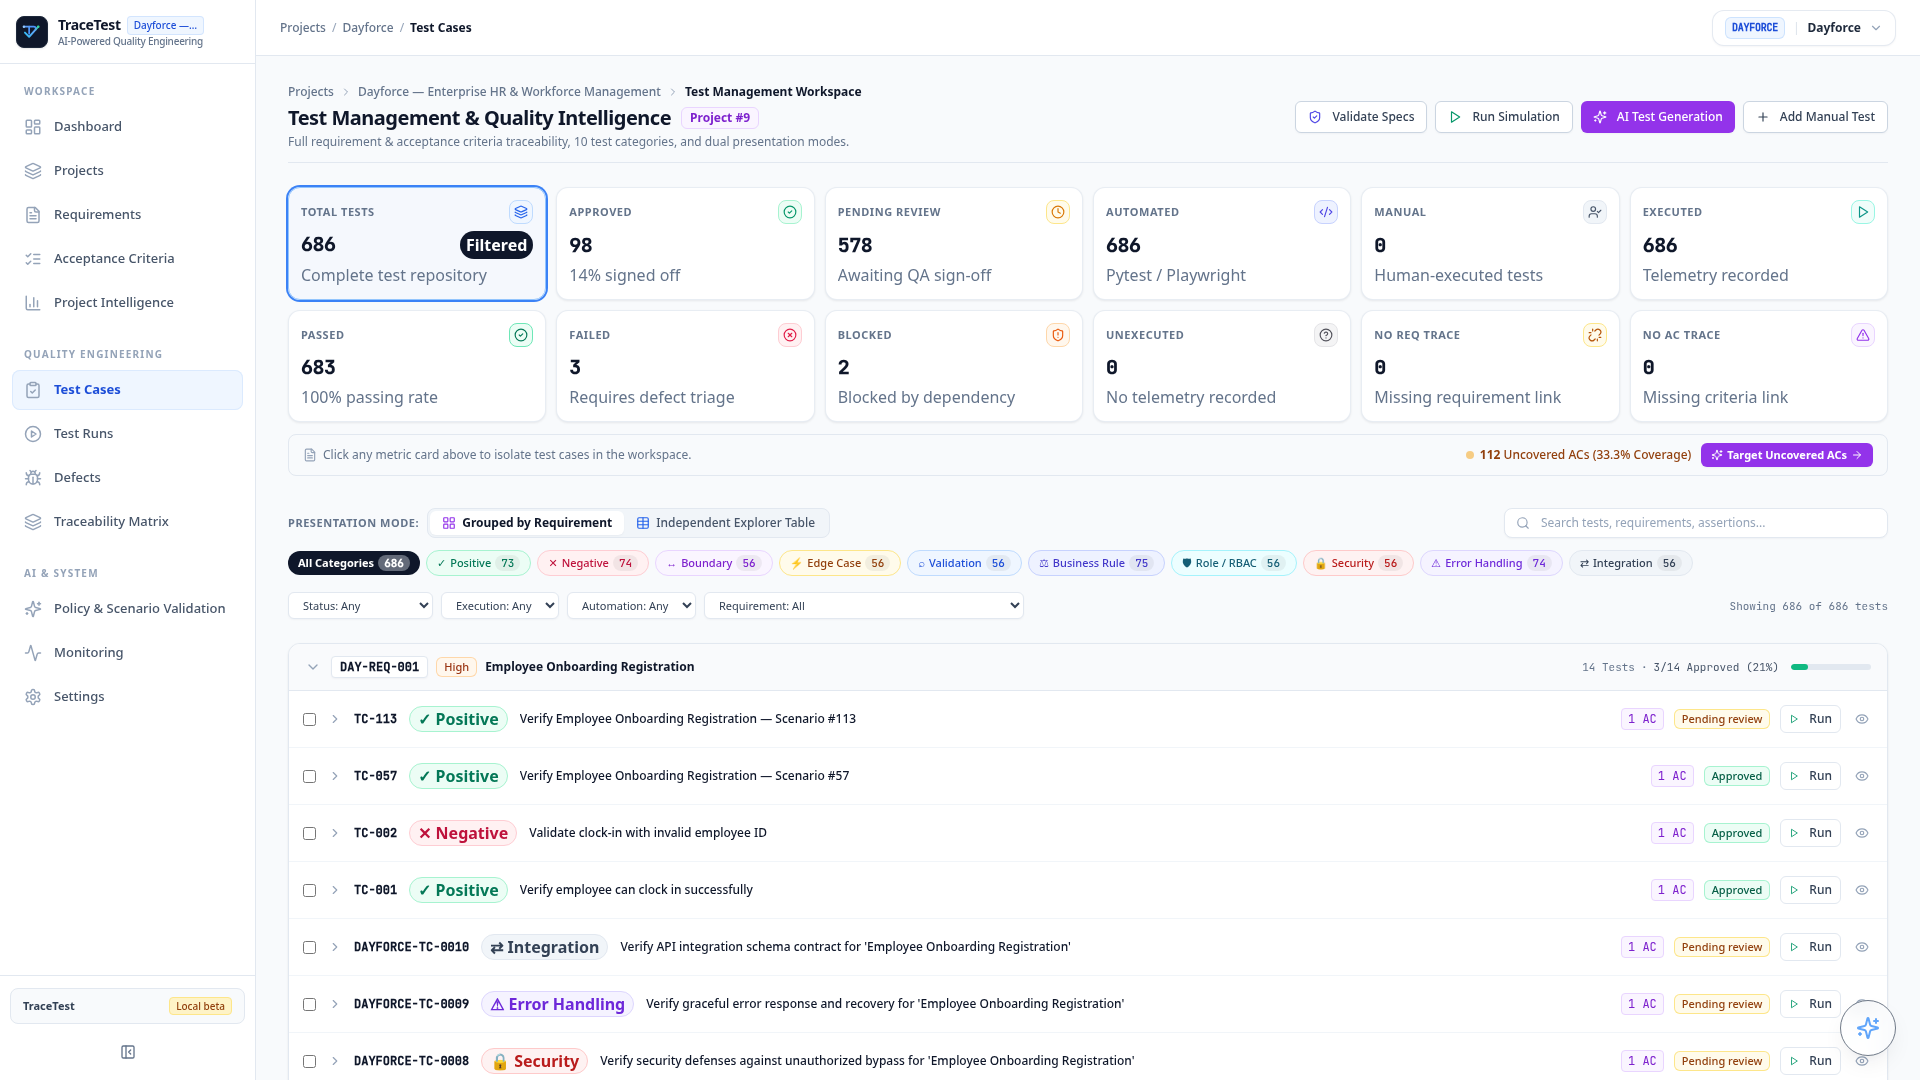 TraceTest Dayforce —...
AI-Powered Quality Engineering
WORKSPACE
Dashboard
Projects
Requirements
Acceptance Criteria
Project Intelligence
QUALITY ENGINEERING
Test Cases
Test Runs
Defects
Traceability Matrix
AI & SYSTEM
Policy & Scenario Validation
Monitoring
Settings
TraceTest Local beta
Projects / Dayforce / Test Cases
DAYFORCE Dayforce
Projects > Dayforce — Enterprise HR & Workforce Management > Test Management Workspace
Test Management & Quality Intelligence Project #9
Full requirement & acceptance criteria traceability, 10 test categories, and dual presentation modes.
Validate Specs Run Simulation AI Test Generation + Add Manual Test
TOTAL TESTS
686 Filtered
Complete test repository
APPROVED
98
14% signed off
PENDING REVIEW
578
Awaiting QA sign-off
AUTOMATED
686
Pytest / Playwright
MANUAL
0
Human-executed tests
EXECUTED
686
Telemetry recorded
PASSED
683
100% passing rate
FAILED
3
Requires defect triage
BLOCKED
2
Blocked by dependency
UNEXECUTED
0
No telemetry recorded
NO REQ TRACE
0
Missing requirement link
NO AC TRACE
0
Missing criteria link
Click any metric card above to isolate test cases in the workspace.
112 Uncovered ACs (33.3% Coverage) Target Uncovered ACs →
PRESENTATION MODE: Grouped by Requirement Independent Explorer Table
Search tests, requirements, assertions...
All Categories 686 ✓ Positive 73 ✕ Negative 74 ↔ Boundary 56 ⚡ Edge Case 56 ⌕ Validation 56 ⚖ Business Rule 75 🛡 Role / RBAC 56 🔒 Security 56 ⚠ Error Handling 74 ⇄ Integration 56
Status: Any Execution: Any Automation: Any Requirement: All
Showing 686 of 686 tests
DAY-REQ-001 High Employee Onboarding Registration 14 Tests · 3/14 Approved (21%)
TC-113 ✓ Positive Verify Employee Onboarding Registration — Scenario #113 1 AC Pending review Run
TC-057 ✓ Positive Verify Employee Onboarding Registration — Scenario #57 1 AC Approved Run
TC-002 ✕ Negative Validate clock-in with invalid employee ID 1 AC Approved Run
TC-001 ✓ Positive Verify employee can clock in successfully 1 AC Approved Run
DAYFORCE-TC-0010 ⇄ Integration Verify API integration schema contract for 'Employee Onboarding Registration' 1 AC Pending review Run
DAYFORCE-TC-0009 ⚠ Error Handling Verify graceful error response and recovery for 'Employee Onboarding Registration' 1 AC Pending review Run
DAYFORCE-TC-0008 🔒 Security Verify security defenses against unauthorized bypass for 'Employee Onboarding Registration' 1 AC Pending review Run